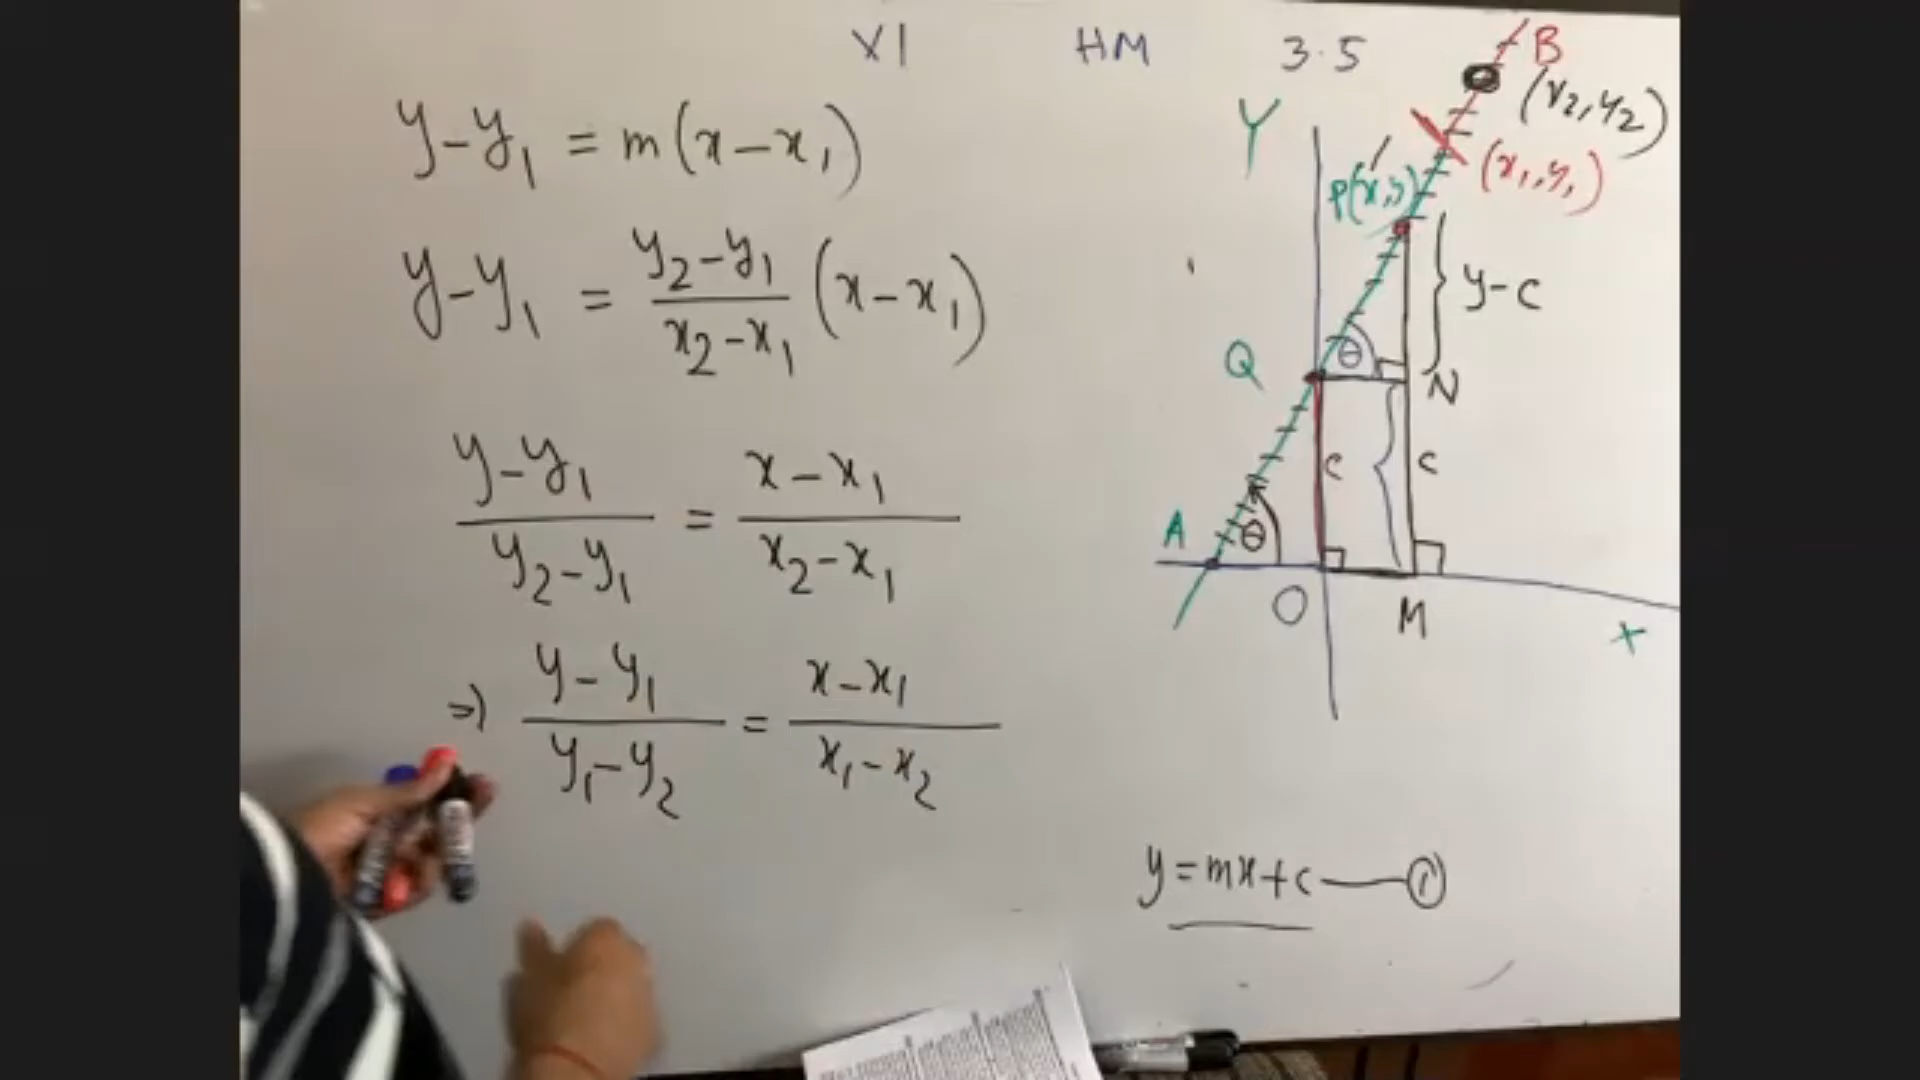 XI HM 3.5
y-y₁ = m(x-x₁)
y-y₁ = (y₂-y₁)/(x₂-x₁) (x-x₁)
(y-y₁)/(y₂-y₁) = (x-x₁)/(x₂-x₁)
⇒) (y-y₁)/(y₁-y₂) = (x-x₁)/(x₁-x₂)
B
(x₂,y₂)
Y
P(x,y)
(x₁,y₁)
y-c
θ
Q
N
c
c
A
θ
O
M
x
y=mx+c — ①